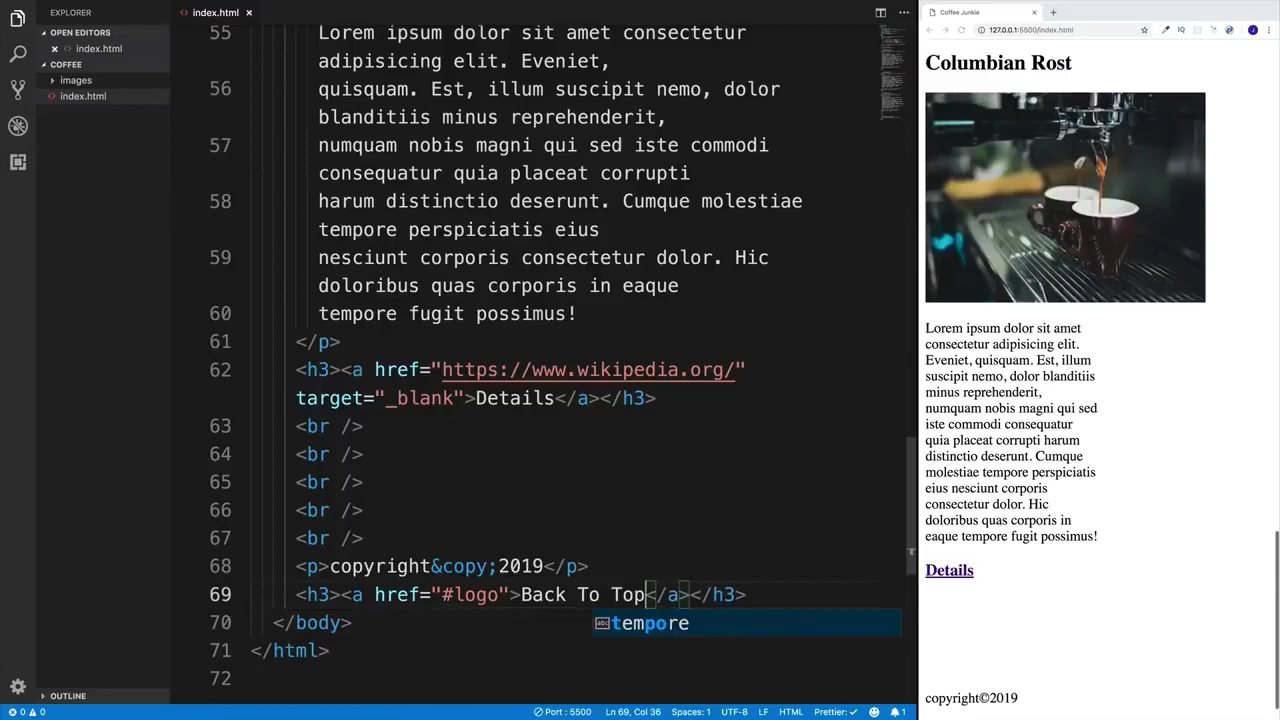 EXPLORER
OPEN EDITORS
index.html
COFFEE
images
index.html
OUTLINE
index.html
55 Lorem ipsum dolor sit amet consectetur
adipisicing elit. Eveniet,
56 quisquam. Est, illum suscipit nemo, dolor
blanditiis minus reprehenderit,
57 numquam nobis magni qui sed iste commodi
consequatur quia placeat corrupti
58 harum distinctio deserunt. Cumque molestiae
tempore perspiciatis eius
59 nesciunt corporis consectetur dolor. Hic
doloribus quas corporis in eaque
60 tempore fugit possimus!
61 </p>
62 <h3><a href="https://www.wikipedia.org/"
target="_blank">Details</a></h3>
63 <br />
64 <br />
65 <br />
66 <br />
67 <br />
68 <p>copyright&copy;2019</p>
69 <h3><a href="#logo">Back To Top</a></h3>
abc tempore
70 </body>
71 </html>
72
0 0
Port : 5500
Ln 69, Col 36
Spaces: 1
UTF-8
LF
HTML
Prettier: ✓
1
Coffee Junkie
127.0.0.1:5500/index.html
Columbian Rost
Lorem ipsum dolor sit amet
consectetur adipisicing elit.
Eveniet, quisquam. Est, illum
suscipit nemo, dolor blanditiis
minus reprehenderit,
numquam nobis magni qui sed
iste commodi consequatur
quia placeat corrupti harum
distinctio deserunt. Cumque
molestiae tempore perspiciatis
eius nesciunt corporis
consectetur dolor. Hic
doloribus quas corporis in
eaque tempore fugit possimus!
Details
copyright©2019